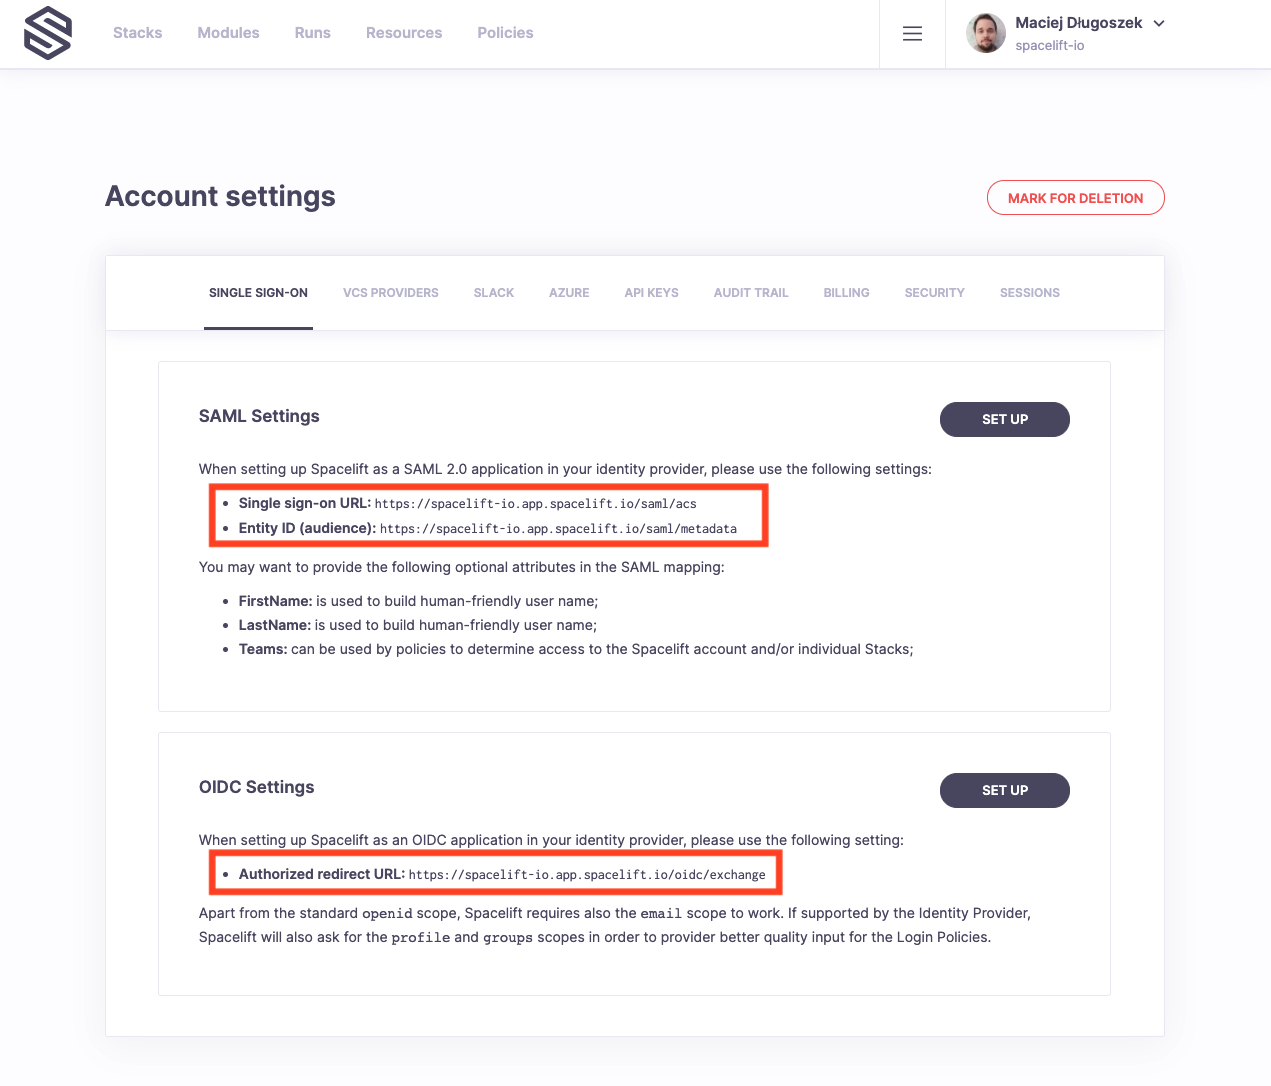 Stacks Modules Runs Resources Policies
Maciej Długoszek
spacelift-io
Account settings
MARK FOR DELETION
SINGLE SIGN-ON VCS PROVIDERS SLACK AZURE API KEYS AUDIT TRAIL BILLING SECURITY SESSIONS
SAML Settings
SET UP
When setting up Spacelift as a SAML 2.0 application in your identity provider, please use the following settings:
• Single sign-on URL: https://spacelift-io.app.spacelift.io/saml/acs
• Entity ID (audience): https://spacelift-io.app.spacelift.io/saml/metadata
You may want to provide the following optional attributes in the SAML mapping:
• FirstName: is used to build human-friendly user name;
• LastName: is used to build human-friendly user name;
• Teams: can be used by policies to determine access to the Spacelift account and/or individual Stacks;
OIDC Settings
SET UP
When setting up Spacelift as an OIDC application in your identity provider, please use the following setting:
• Authorized redirect URL: https://spacelift-io.app.spacelift.io/oidc/exchange
Apart from the standard openid scope, Spacelift requires also the email scope to work. If supported by the Identity Provider,
Spacelift will also ask for the profile and groups scopes in order to provider better quality input for the Login Policies.